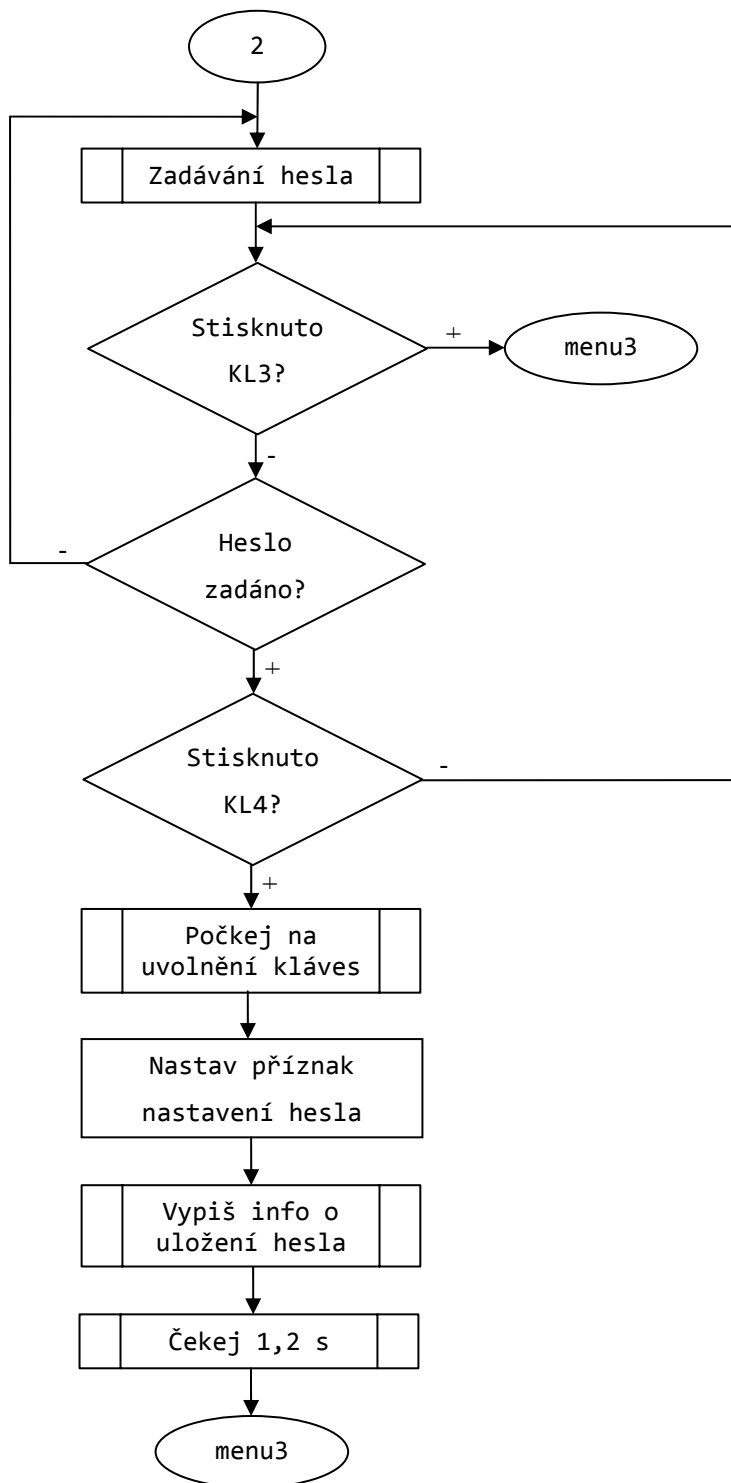 2
Zadávání hesla
Stisknuto
KL3?
+
menu3
-
Heslo
zadáno?
-
+
Stisknuto
KL4?
-
+
Počkej na
uvolnění kláves
Nastav příznak
nastavení hesla
Vypiš info o
uložení hesla
Čekej 1,2 s
menu3